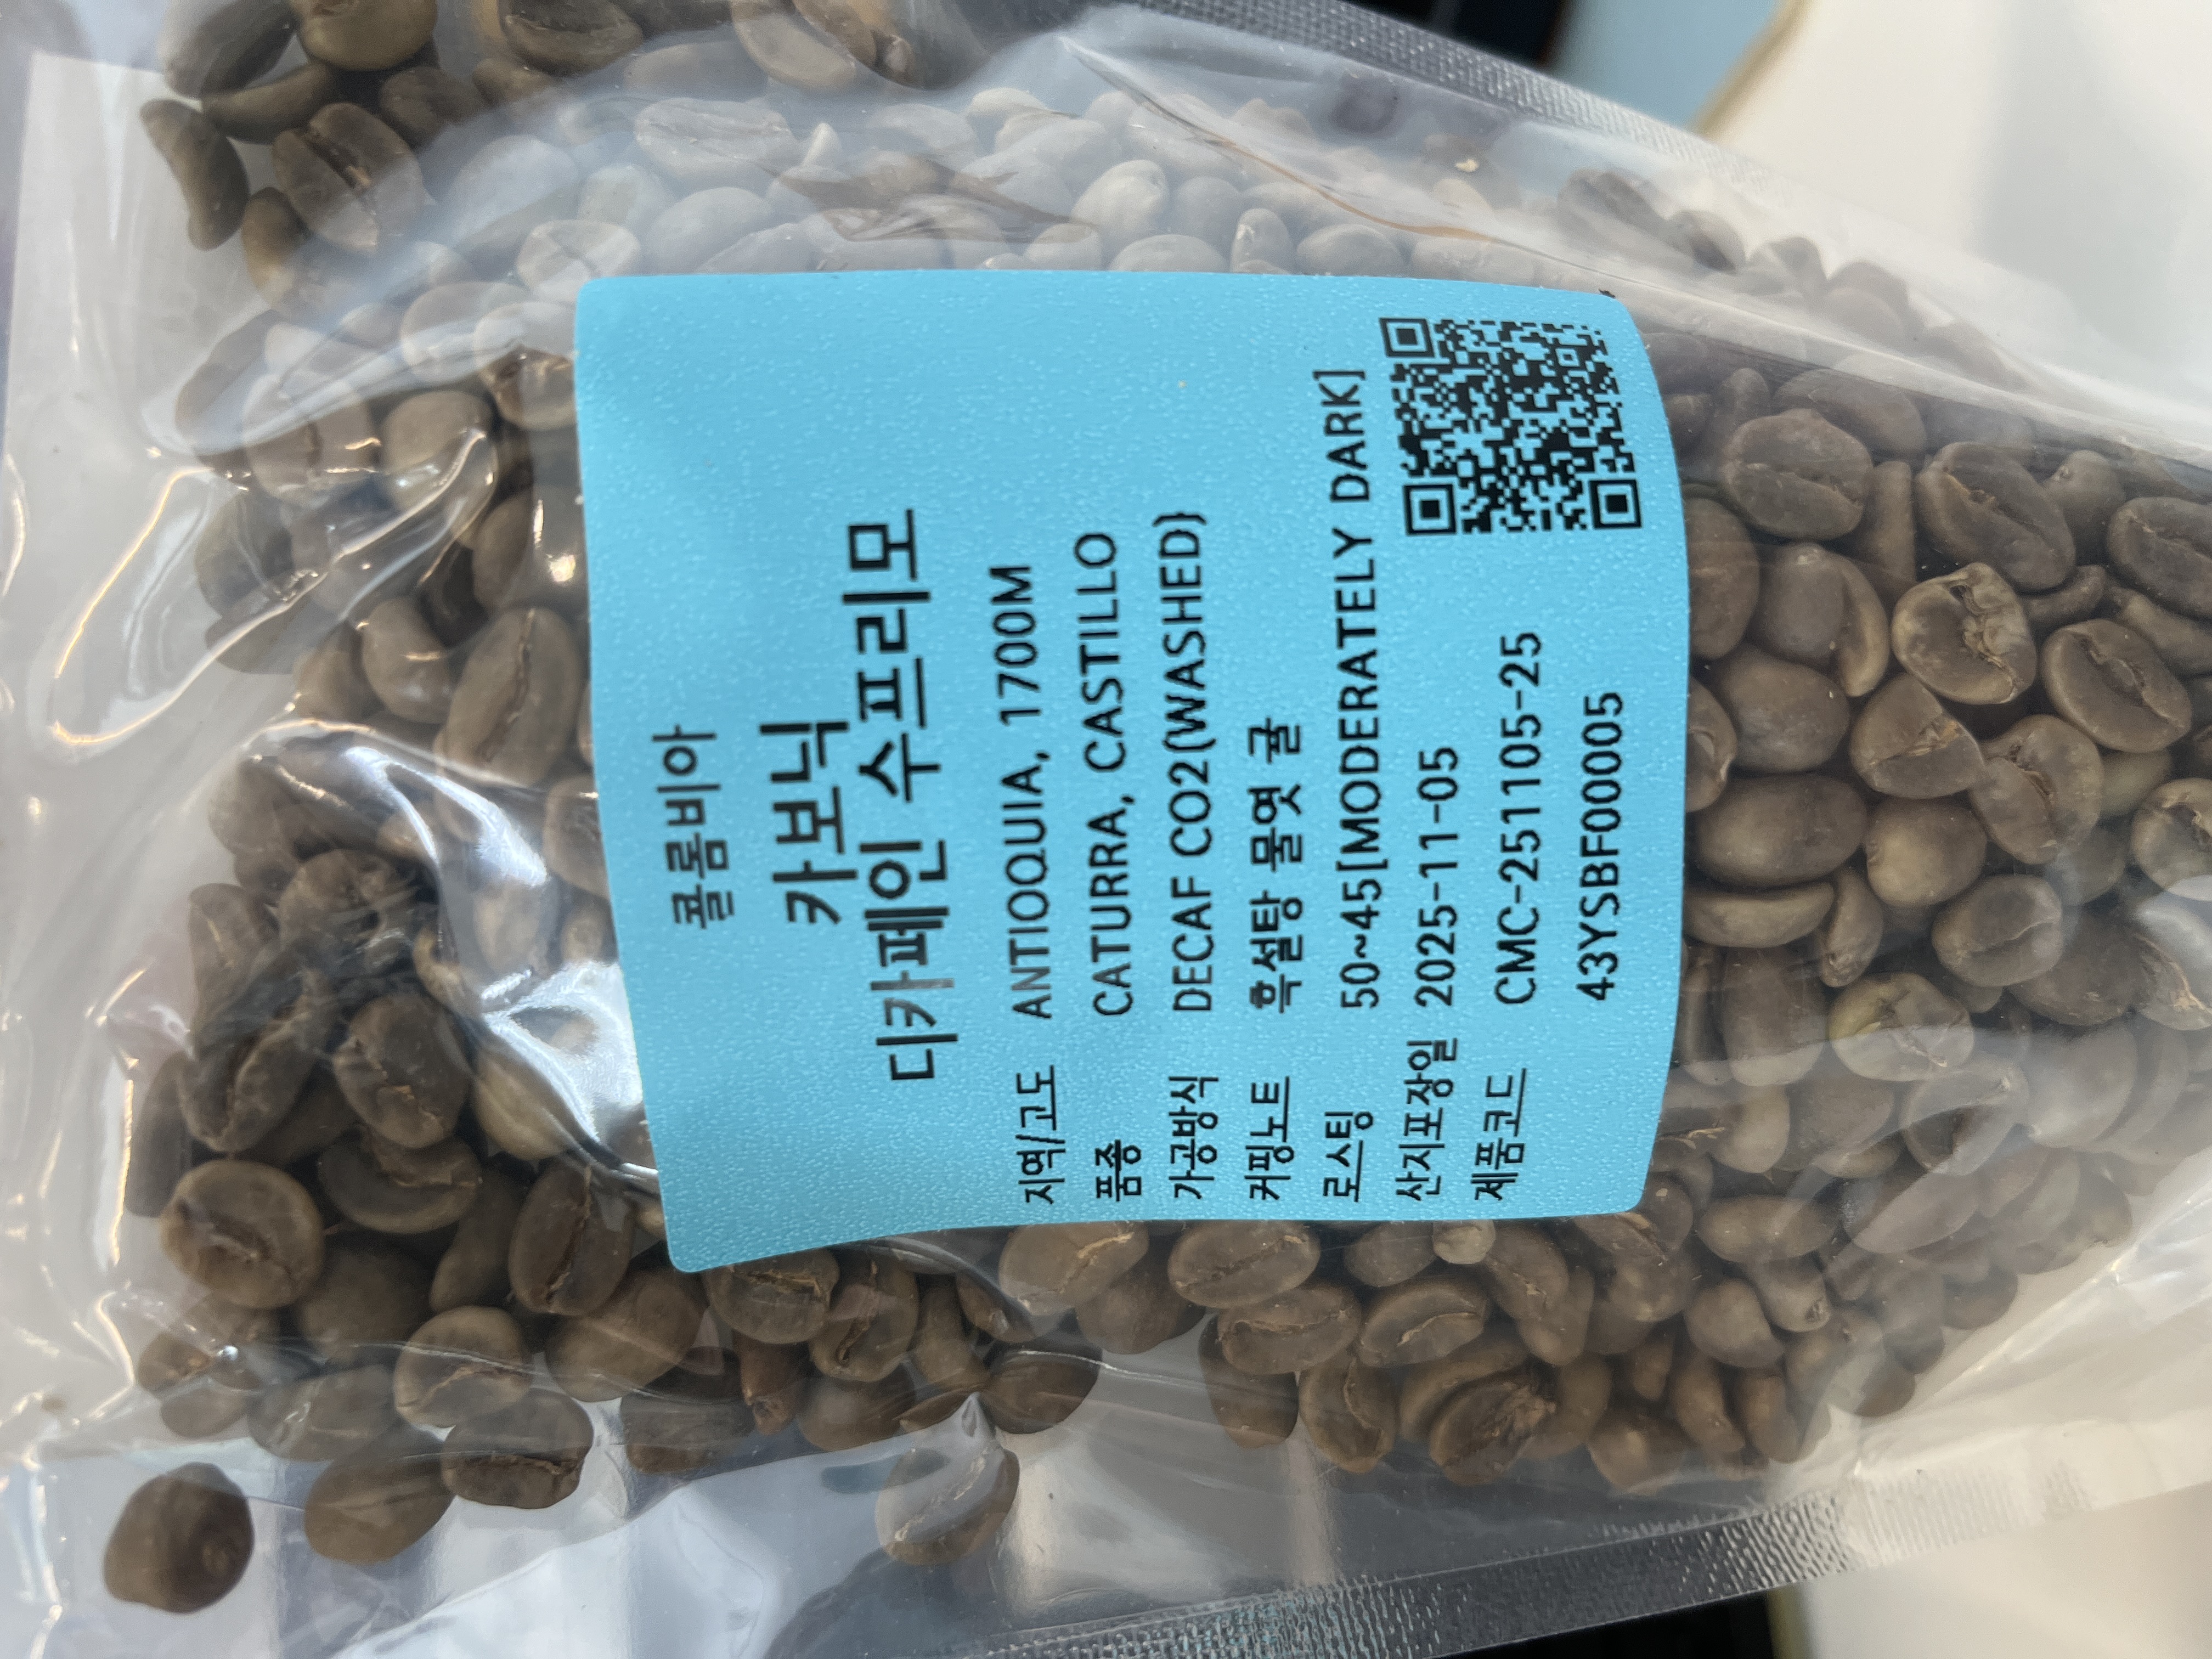 콜롬비아
카보닉
디카페인 수프리모
지역/고도 ANTIOQUIA, 1700M
품종 CATURRA, CASTILLO
가공방식 DECAF CO2(WASHED)
커핑노트 흑설탕 물엿 귤
로스팅 50~45[MODERATELY DARK]
산지포장일 2025-11-05
제품코드 CMC-251105-25
43YSBF00005